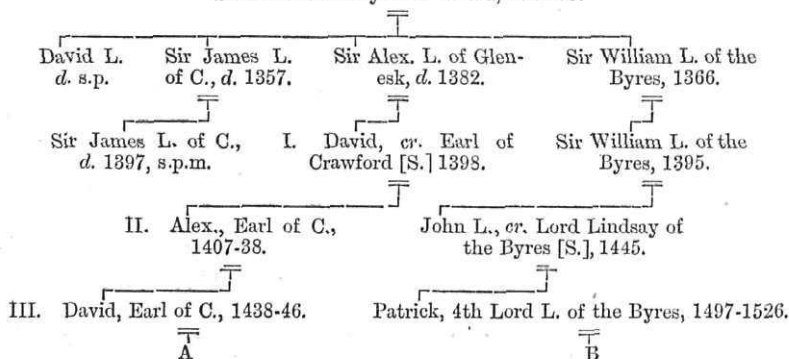 David L. Sir James L. Sir Alex. L. of Glen- Sir William L. of the
d. s.p. of C., d. 1357. esk, d. 1382. Byres, 1366.
Sir James L. of C., I. David, cr. Earl of Sir William L. of the
d. 1397, s.p.m. Crawford [S.] 1398. Byres, 1395.
II. Alex., Earl of C., John L., cr. Lord Lindsay of
1407-38. the Byres [S.], 1445.
III. David, Earl of C., 1438-46. Patrick, 4th Lord L. of the Byres, 1497-1526.
A B